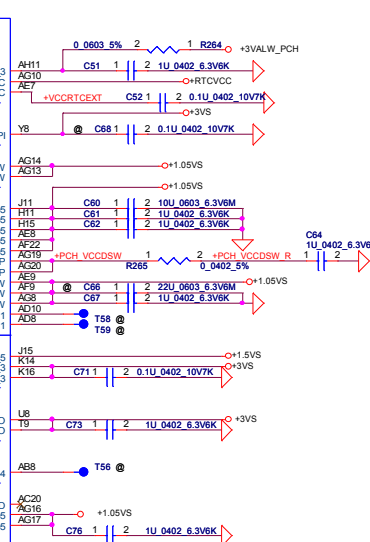 0_0603_5% 1 R264 +3VALW_PCH
AH11 C51 1 2 1U_0402_6.3V6K
AG10 +RTCVCC
AE7 +VCCRTCEXT C52 1 2 0.1U_0402_10V7K
+3VS
Y8 @ C68 1 2 0.1U_0402_10V7K
AG14 +1.05VS
AG13
+1.05VS
J11 C60 1 2 10U_0603_6.3V6M
H11 C61 1 2 1U_0402_6.3V6K
H15 C62 1 2 1U_0402_6.3V6K
AE8
AF22
C64
1U_0402_6.3V6
AG19 +PCH_VCCDSW 1 2 +PCH_VCCDSW_R 1 2
AG20 R265 0_0402_5%
AE9 +1.05VS
AF9 @ C66 1 2 22U_0603_6.3V6M
AG8 C67 1 2 1U_0402_6.3V6K
AD10 T58 @
AD8 T59 @
J15 +1.5VS
K14 +3VS
K16 C71 1 2 0.1U_0402_10V7K
U8 +3VS
T9 C73 1 2 1U_0402_6.3V6K
AB8 T56 @
AC20
AG16 +1.05VS
AG17
C76 1 2 1U_0402_6.3V6K